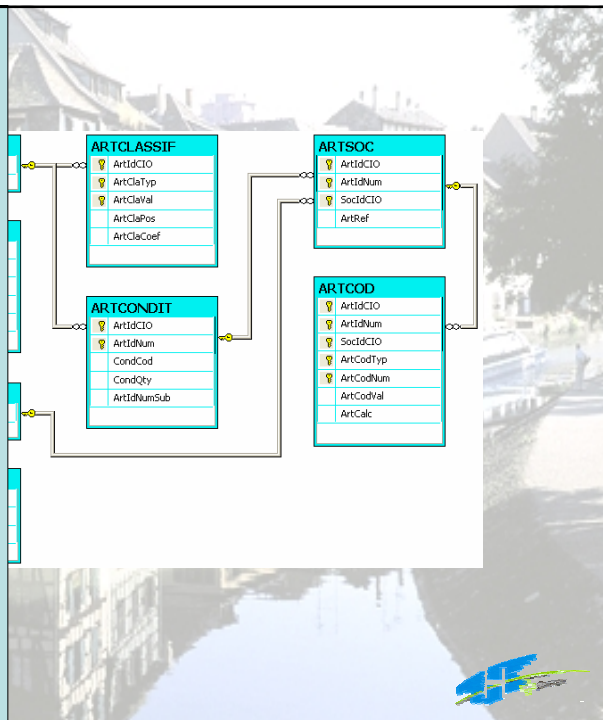 ARTCLASSIF
ArtIdCIO
ArtClaTyp
ArtClaVal
ArtClaPos
ArtClaCoef
ARTCONDIT
ArtIdCIO
ArtIdNum
CondCod
CondQty
ArtIdNumSub
ARTSOC
ArtIdCIO
ArtIdNum
SocIdCIO
ArtRef
ARTCOD
ArtIdCIO
ArtIdNum
SocIdCIO
ArtCodTyp
ArtCodNum
ArtCodVal
ArtCalc